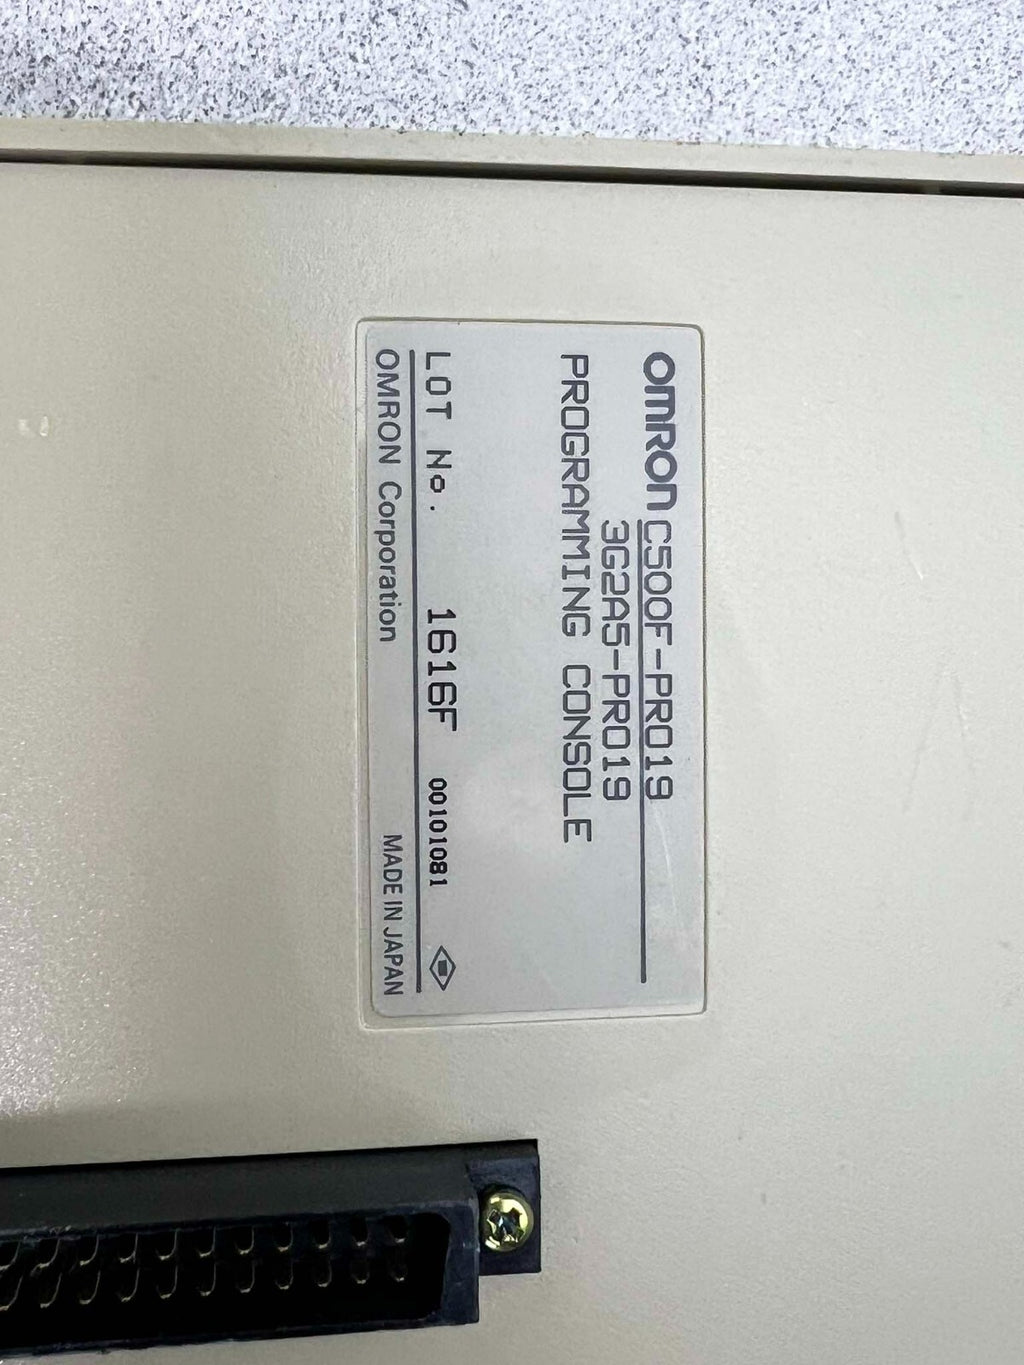 OMRON C500F-PRO19
3G2A5-PRO19
PROGRAMMING CONSOLE
LOT No. 1616F 00101081
OMRON Corporation MADE IN JAPAN